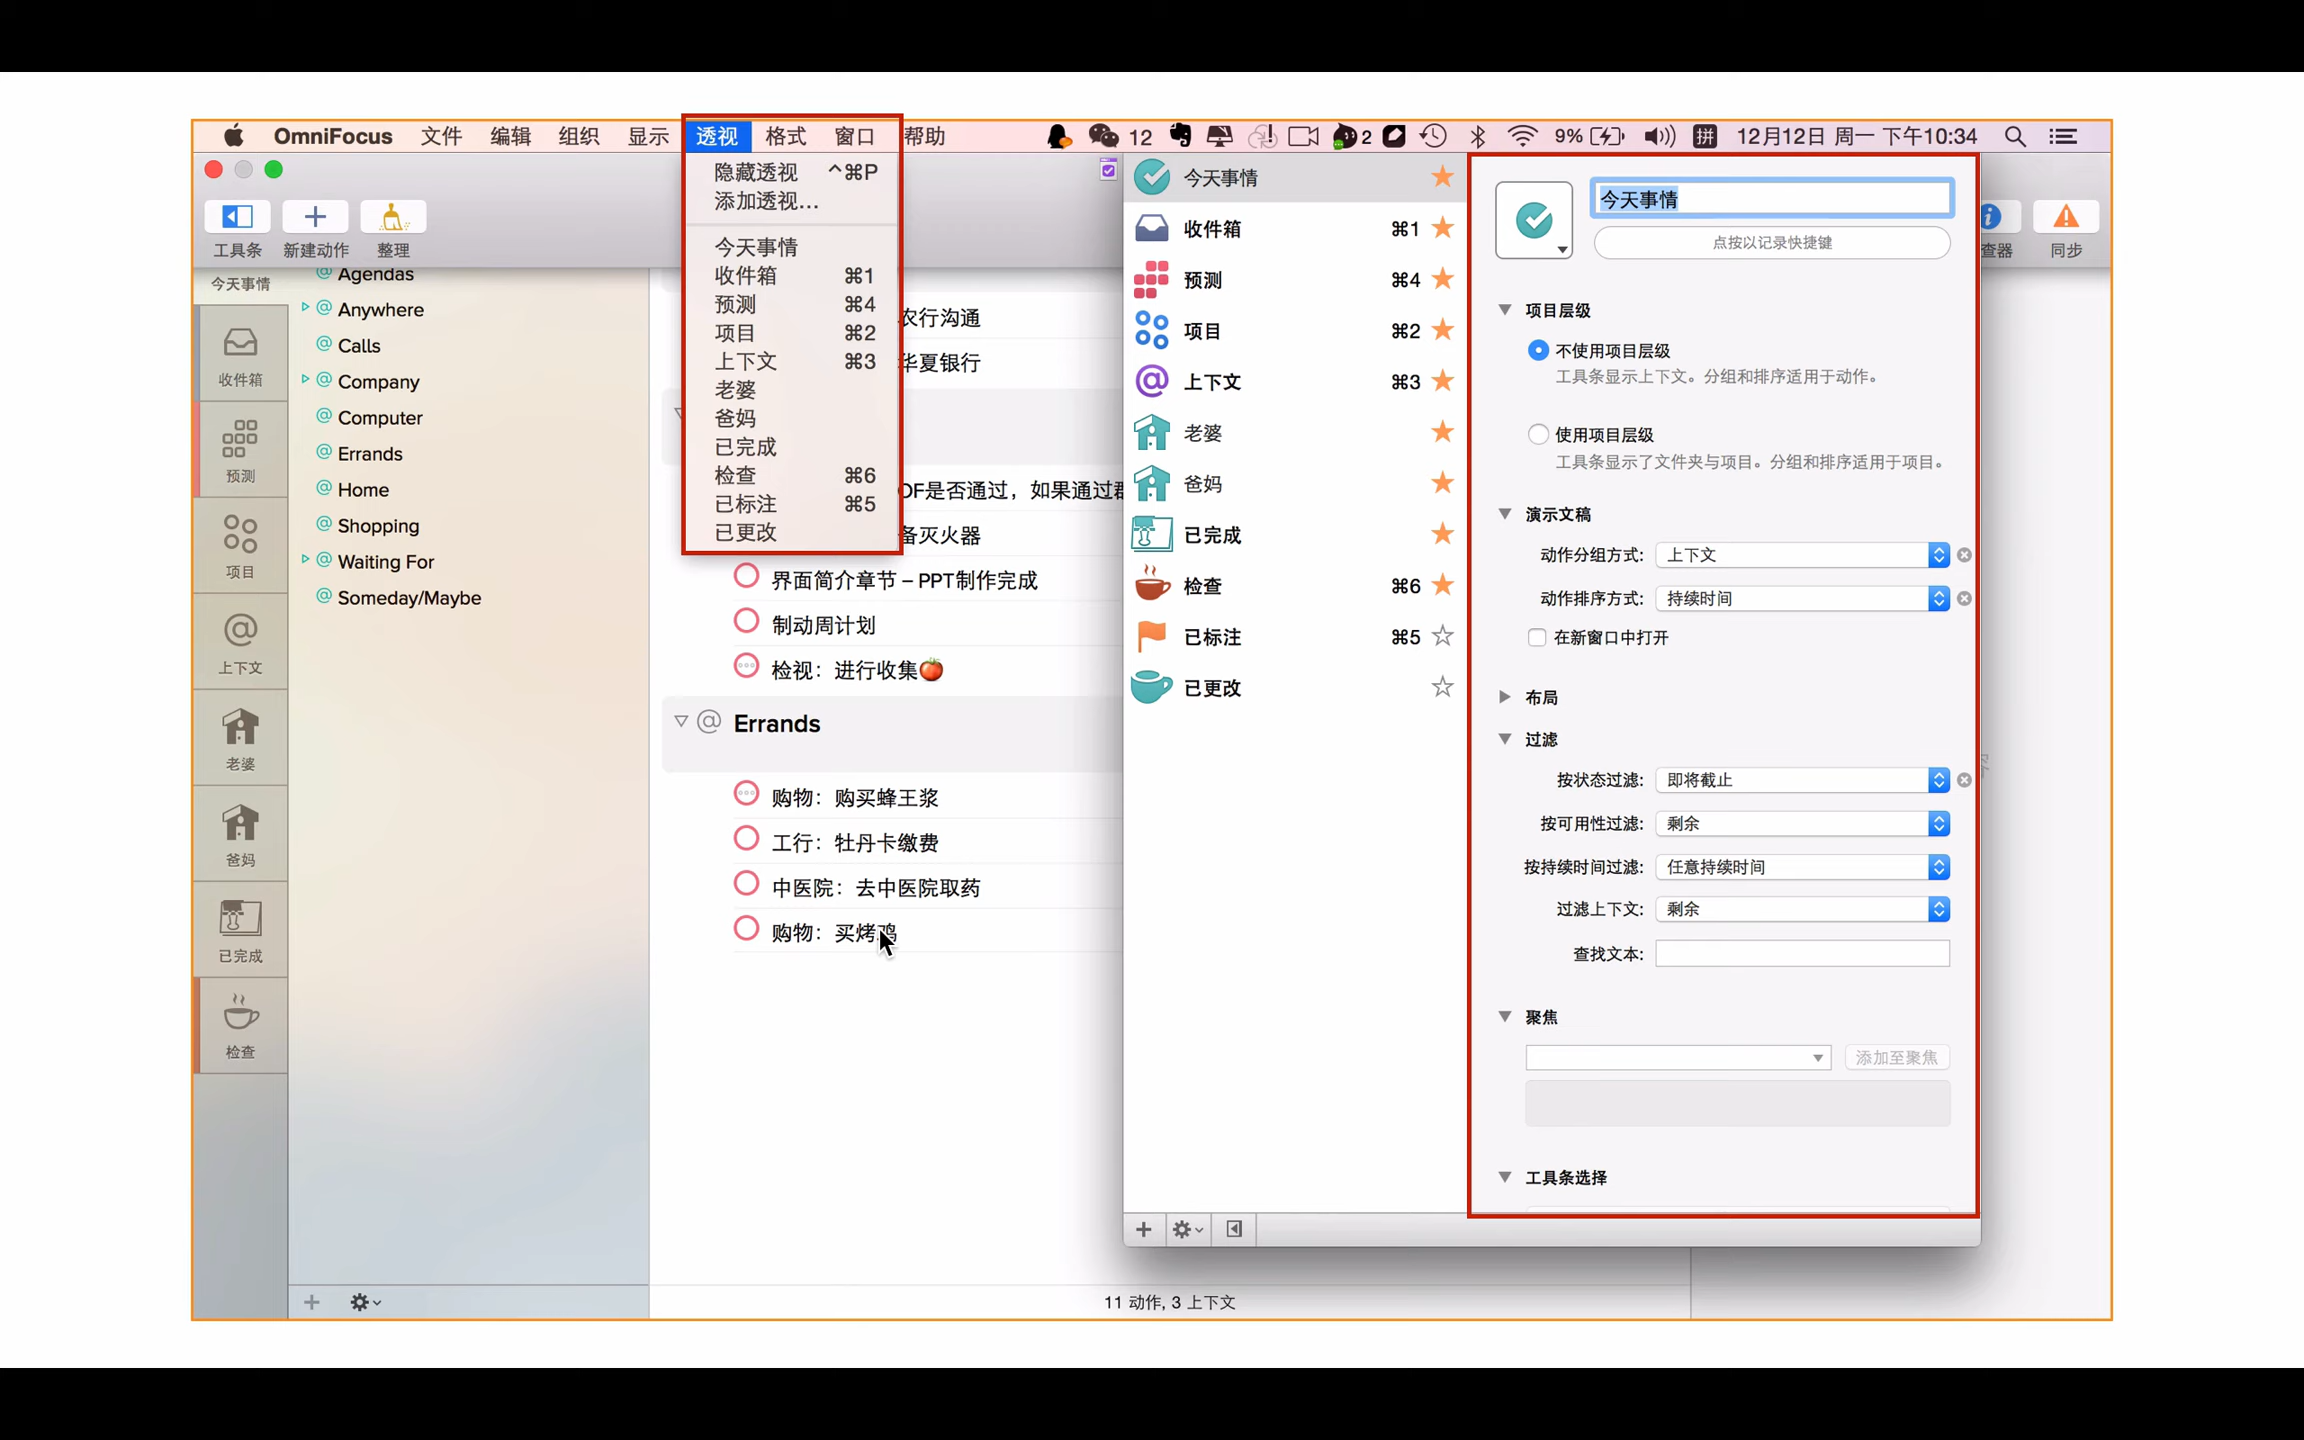 OmniFocus 文件 编辑 组织 显示 透视 格式 窗口 帮助 12 2 9% 拼 12月12日 周一 下午10:34
工具条 新建动作 整理
查器 同步
今天事情
收件箱
预测
项目
上下文
老婆
爸妈
已完成
检查
Agendas
Anywhere
Calls
Company
Computer
Errands
Home
Shopping
Waiting For
Someday/Maybe
隐藏透视 ^⌘P
添加透视…
今天事情
收件箱 ⌘1
预测 ⌘4
项目 ⌘2
上下文 ⌘3
老婆
爸妈
已完成
检查 ⌘6
已标注 ⌘5
已更改
农行沟通
华夏银行
OF是否通过，如果通过
备灭火器
界面简介章节 – PPT制作完成
制动周计划
检视：进行收集🍅
@ Errands
购物：购买蜂王浆
工行：牡丹卡缴费
中医院：去中医院取药
购物：买烤鸡
11 动作, 3 上下文
今天事情
收件箱 ⌘1
预测 ⌘4
项目 ⌘2
上下文 ⌘3
老婆
爸妈
已完成
检查 ⌘6
已标注 ⌘5
已更改
今天事情
点按以记录快捷键
项目层级
不使用项目层级
工具条显示上下文。分组和排序适用于动作。
使用项目层级
工具条显示了文件夹与项目。分组和排序适用于项目。
演示文稿
动作分组方式: 上下文
动作排序方式: 持续时间
在新窗口中打开
布局
过滤
按状态过滤: 即将截止
按可用性过滤: 剩余
按持续时间过滤: 任意持续时间
过滤上下文: 剩余
查找文本:
聚焦
添加至聚焦
工具条选择